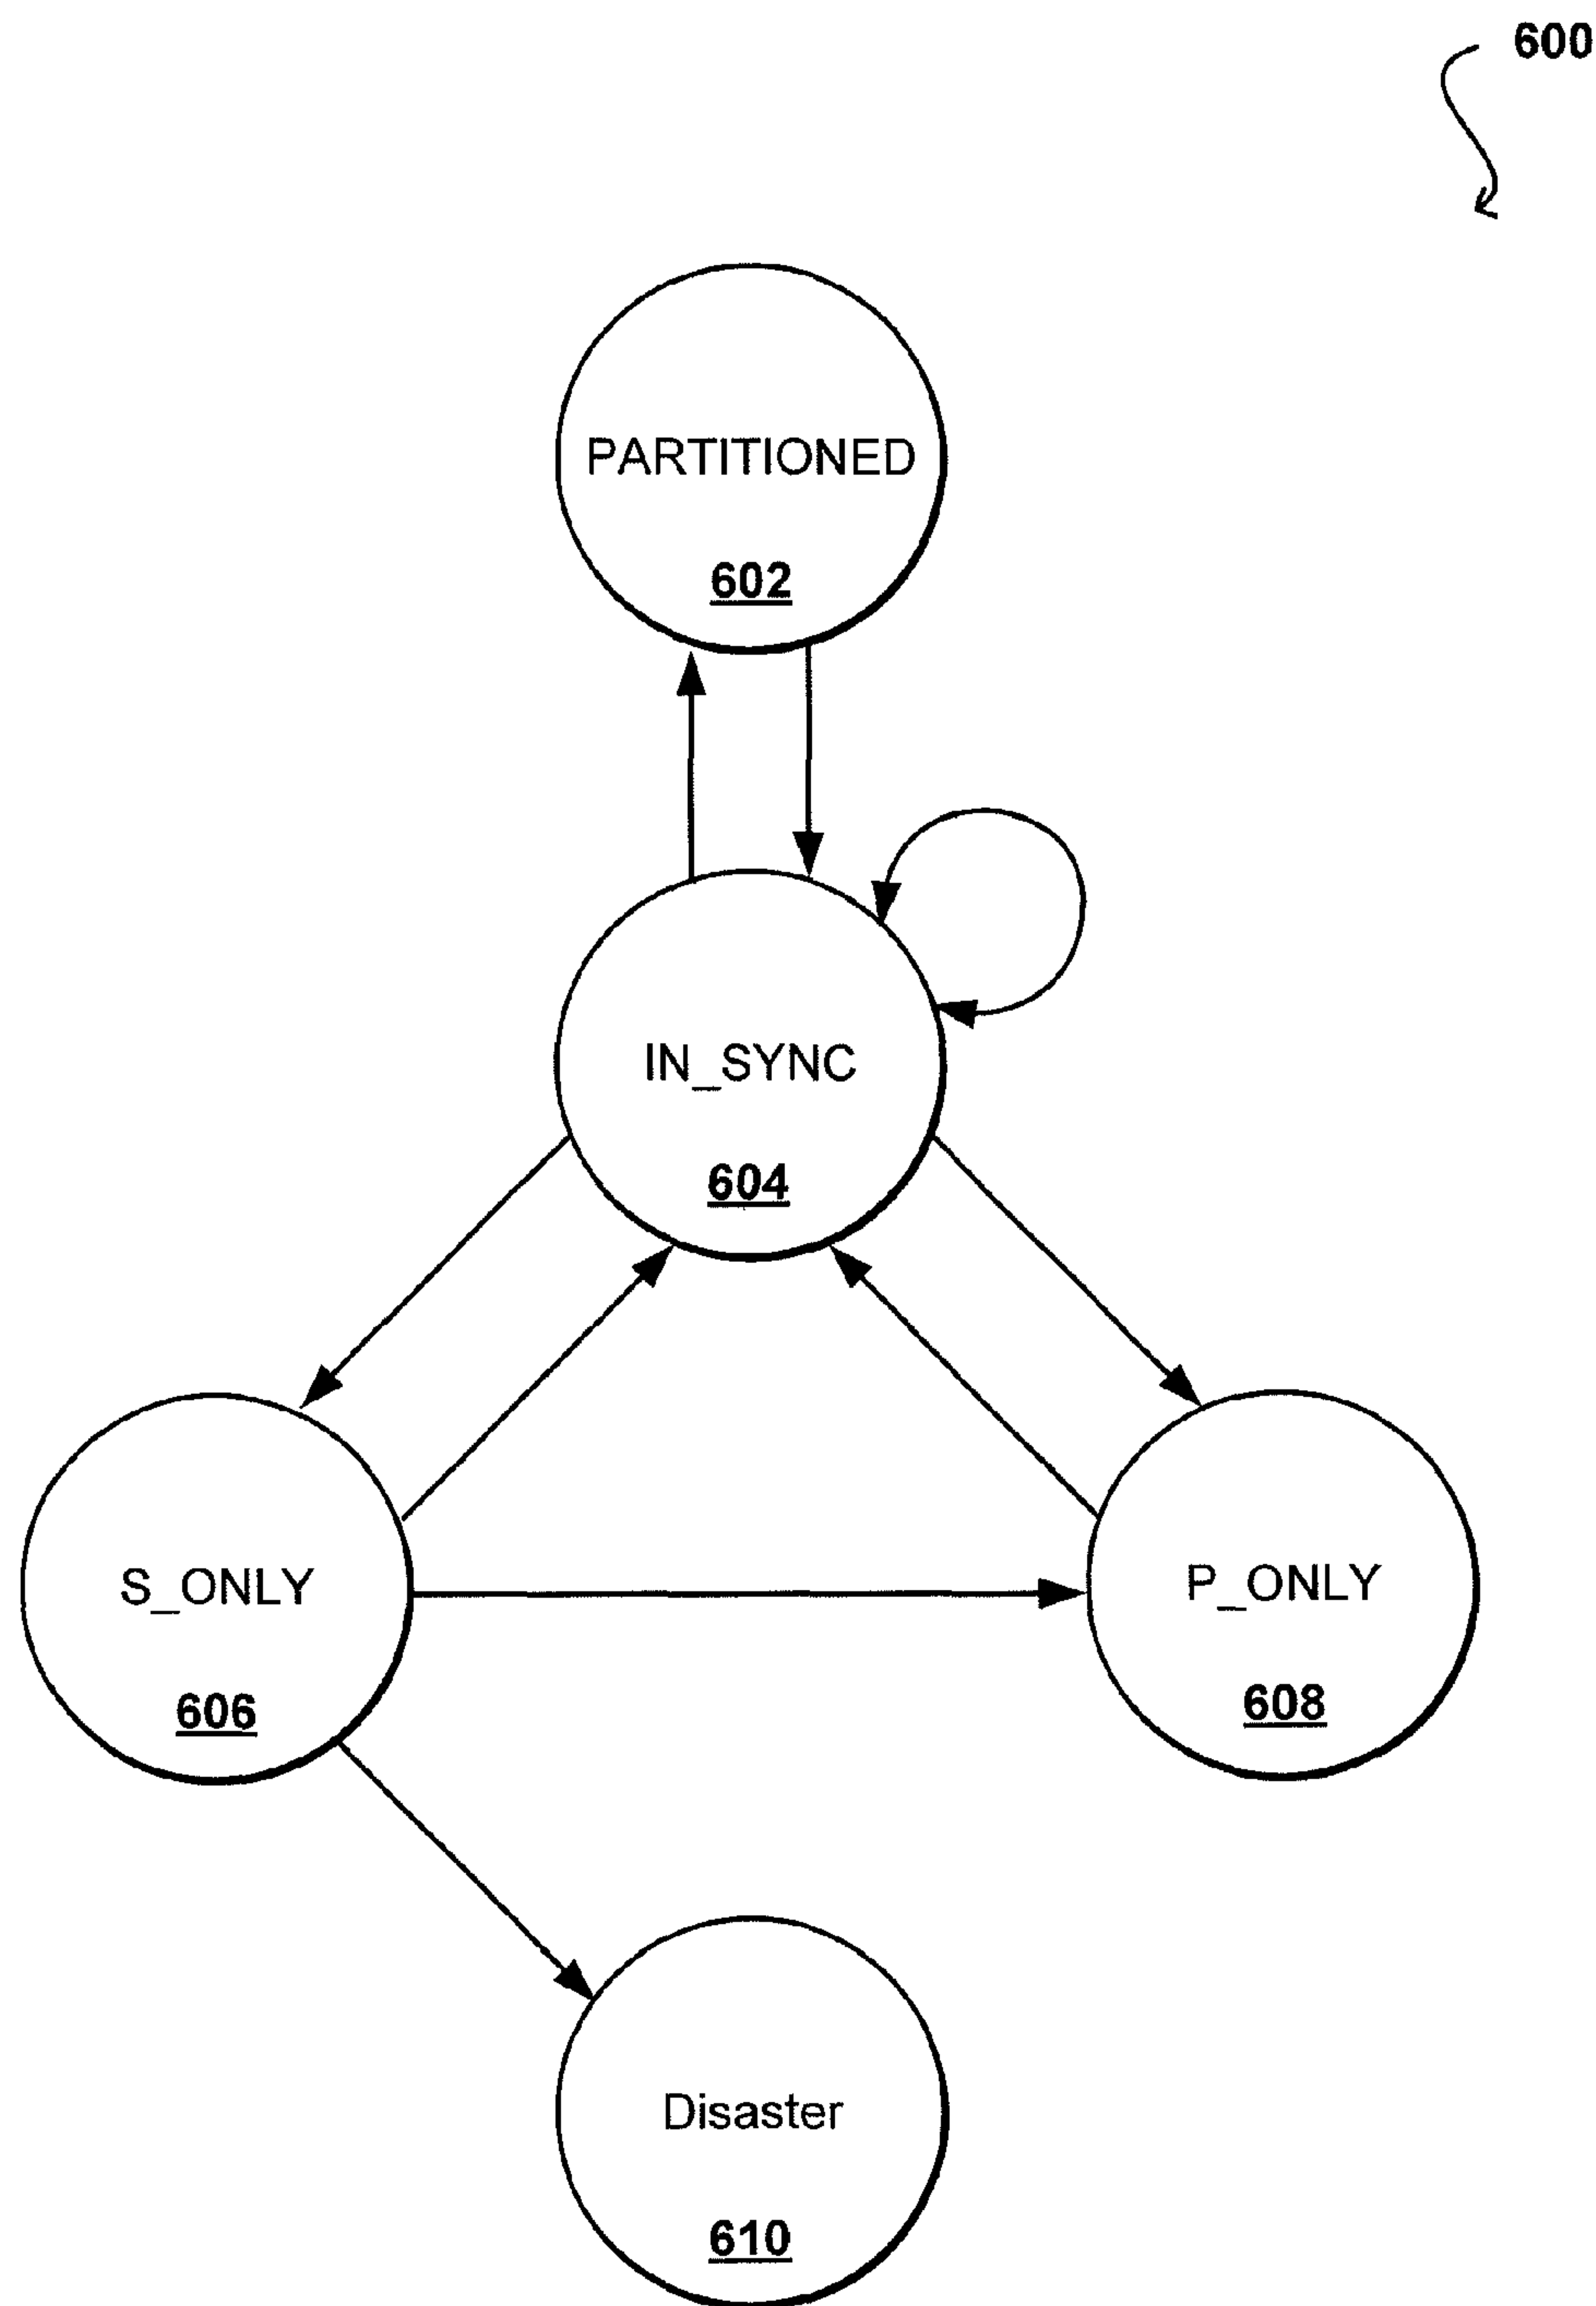 600
PARTITIONED
602
IN_SYNC
604
S_ONLY
606
P_ONLY
608
Disaster
610